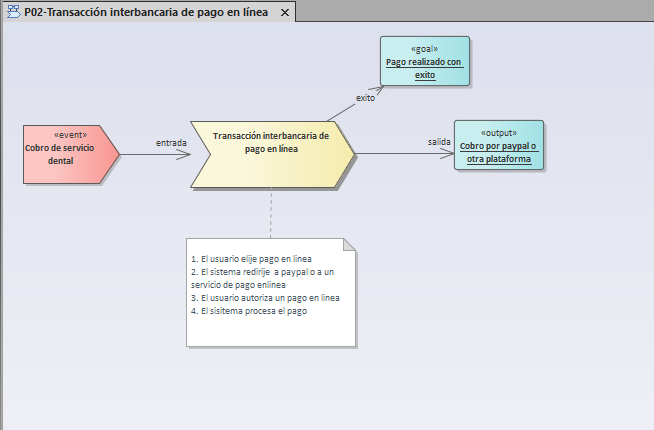 P02-Transacción interbancaria de pago en línea
«goal»
Pago realizado con
exito
exito
«event»
Cobro de servicio
dental
entrada
Transacción interbancaria de
pago en línea
salida
«output»
Cobro por paypal o
otra plataforma
1. El usuario elije pago en linea
2. El sistema redirije a paypal o a un
servicio de pago enlinea
3. El usuario autoriza un pago en linea
4. El sisitema procesa el pago